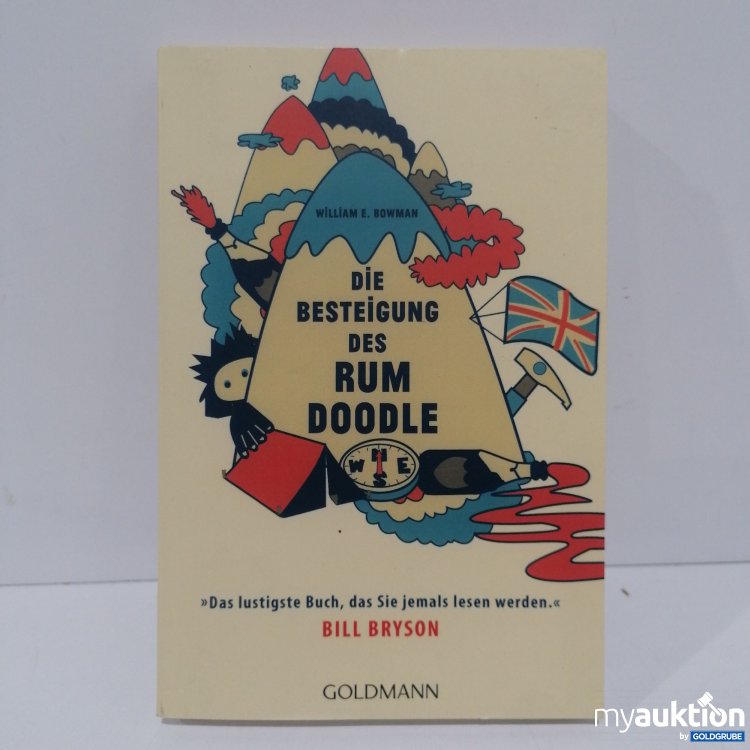 WiLLiAM E. BOWMAN
DiE
BESTEiGUNG
DES
RUM
DOODLE
N
W E
S
»Das lustigste Buch, das Sie jemals lesen werden.«
BILL BRYSON
GOLDMANN
myauktion
by GOLDGRUBE